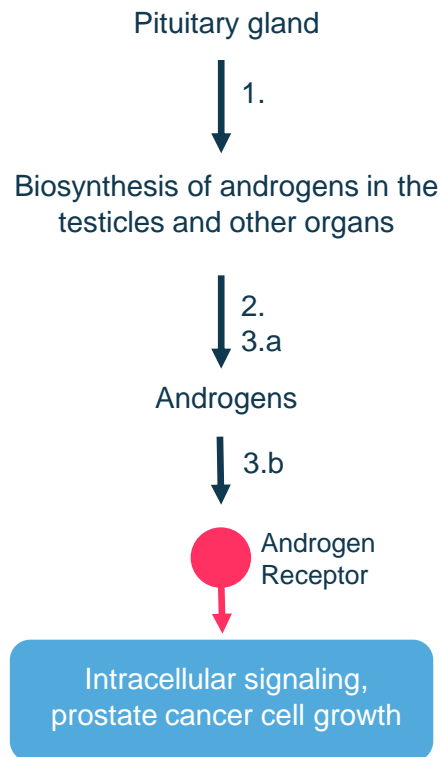 Pituitary gland
1.
Biosynthesis of androgens in the
testicles and other organs
2.
3.a
Androgens
3.b
Androgen
Receptor
Intracellular signaling,
prostate cancer cell growth